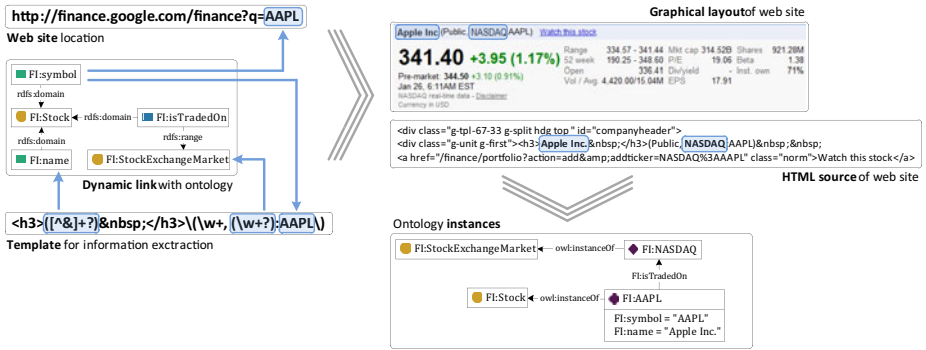 http://finance.google.com/finance?q=AAPL
Web site location
FI:symbol
rdfs:domain
FI:Stock
rdfs:domain
FI:isTradedOn
rdfs:domain
rdfs:range
FI:name
FI:StockExchangeMarket
Dynamic link with ontology
<h3>([^&]+?)&nbsp;</h3>\(\w+, (\w+?):AAPL\)
Template for information exctraction
Graphical layout of web site
Apple Inc (Public, NASDAQ AAPL) Watch this stock
341.40 +3.95 (1.17%)
Pre-market: 344.50 +3.10 (0.91%)
Jan 26, 6:11AM EST
NASDAQ real-time data - Disclaimer
Currency in USD
Range 334.57 - 341.44 Mkt cap 314.52B Shares 921.28M
52 week 190.25 - 348.60 P/E 19.06 Beta 1.38
Open 336.41 Div/yield - Inst. own 71%
Vol / Avg. 4,420.00/15.04M EPS 17.91
<div class="g-tpl-67-33 g-split hdg top " id="companyheader">
<div class="g-unit g-first"><h3>Apple Inc.&nbsp;</h3>(Public, NASDAQ:AAPL)&nbsp;&nbsp;
<a href="/finance/portfolio?action=add&amp;addticker=NASDAQ%3AAAPL" class="norm">Watch this stock</a>
HTML source of web site
Ontology instances
FI:StockExchangeMarket
owl:instanceOf
FI:NASDAQ
FI:isTradedOn
FI:Stock
owl:instanceOf
FI:AAPL
FI:symbol = "AAPL"
FI:name = "Apple Inc."